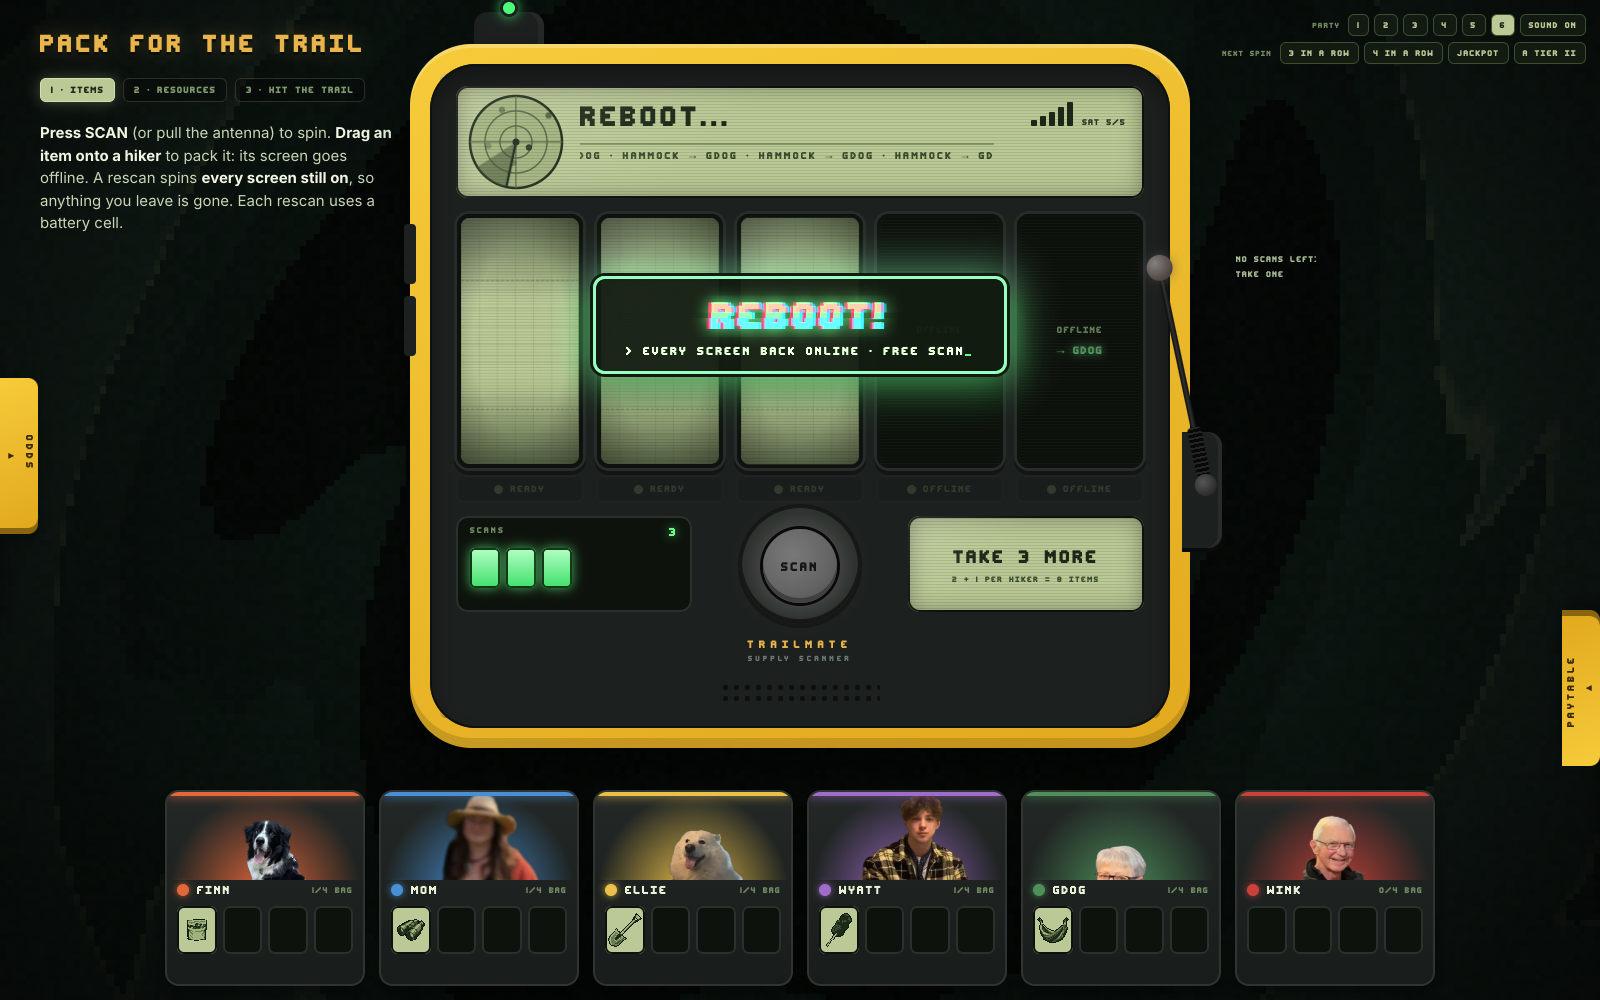 PACK FOR THE TRAIL
1 · ITEMS
2 · RESOURCES
3 · HIT THE TRAIL
Press SCAN (or pull the antenna) to spin. Drag an
item onto a hiker to pack it: its screen goes
offline. A rescan spins every screen still on, so
anything you leave is gone. Each rescan uses a
battery cell.
PARTY
1
2
3
4
5
6
SOUND ON
NEXT SPIN
3 IN A ROW
4 IN A ROW
JACKPOT
A TIER II
REBOOT...
SAT 5/5
OG · HAMMOCK → GDOG · HAMMOCK → GDOG · HAMMOCK → GD
REBOOT!
> EVERY SCREEN BACK ONLINE · FREE SCAN_
OFFLINE
OFFLINE
→ GDOG
NO SCANS LEFT:
TAKE ONE
ODDS
PAYTABLE
READY
READY
READY
OFFLINE
OFFLINE
SCANS
3
SCAN
TAKE 3 MORE
2 + 1 PER HIKER = 8 ITEMS
TRAILMATE
SUPPLY SCANNER
FINN
1/4 BAG
MOM
1/4 BAG
ELLIE
1/4 BAG
WYATT
1/4 BAG
GDOG
1/4 BAG
WINK
0/4 BAG